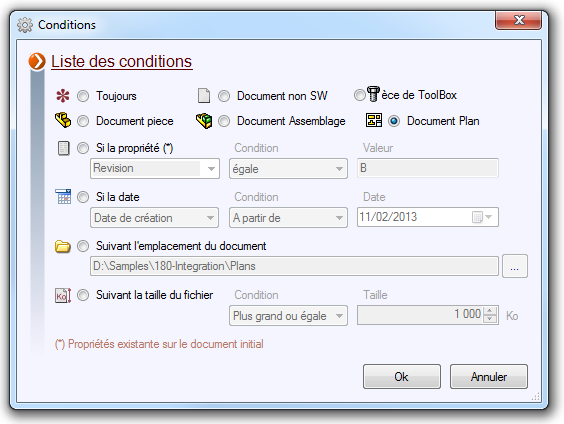 Conditions
Liste des conditions
Toujours
Document non SW
èce de ToolBox
Document piece
Document Assemblage
Document Plan
Si la propriété (*)
Condition
Valeur
Revision
égale
B
Si la date
Condition
Date
Date de création
A partir de
11/02/2013
Suivant l'emplacement du document
D:\Samples\180-Integration\Plans
...
Ko
Suivant la taille du fichier
Condition
Taille
Plus grand ou égale
1 000
Ko
(*) Propriétés existante sur le document initial
Ok
Annuler